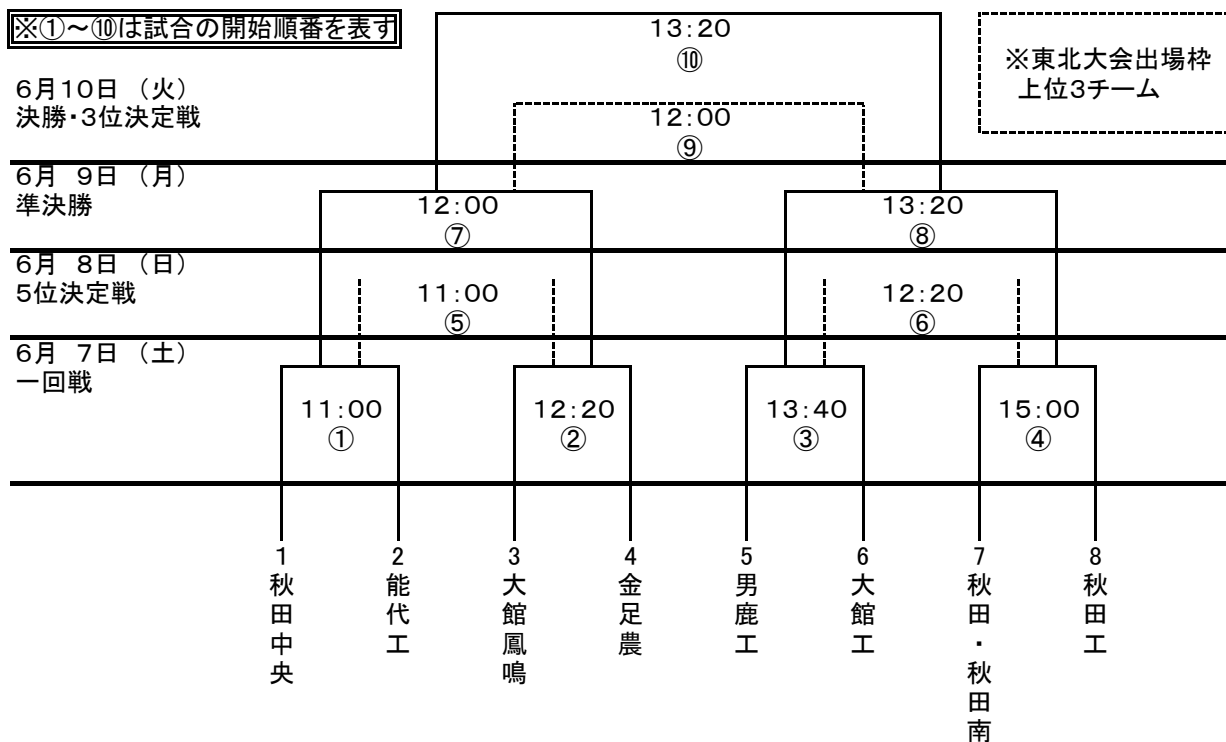 ※①～⑩は試合の開始順番を表す
13:20
⑩
※東北大会出場枠
上位3チーム
6月10日 （火）
決勝・3位決定戦
12:00
⑨
6月 9日 （月）
準決勝
12:00
⑦
13:20
⑧
6月 8日 （日）
5位決定戦
11:00
⑤
12:20
⑥
6月 7日 （土）
一回戦
11:00
①
12:20
②
13:40
③
15:00
④
1
秋田中央
2
能代工
3
大館鳳鳴
4
金足農
5
男鹿工
6
大館工
7
秋田・秋田南
8
秋田工